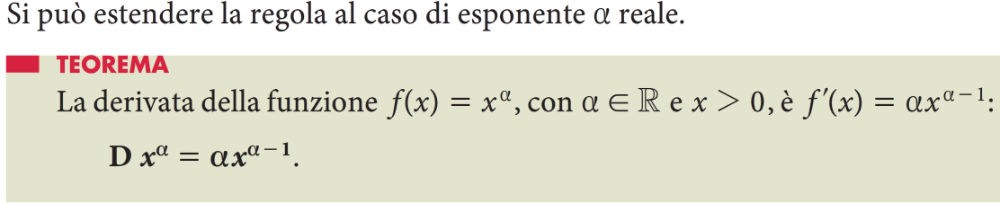 Si può estendere la regola al caso di esponente α reale.
TEOREMA
La derivata della funzione f(x) = x^α, con α ∈ ℝ e x > 0, è f′(x) = αx^(α − 1):
D x^α = αx^(α − 1).